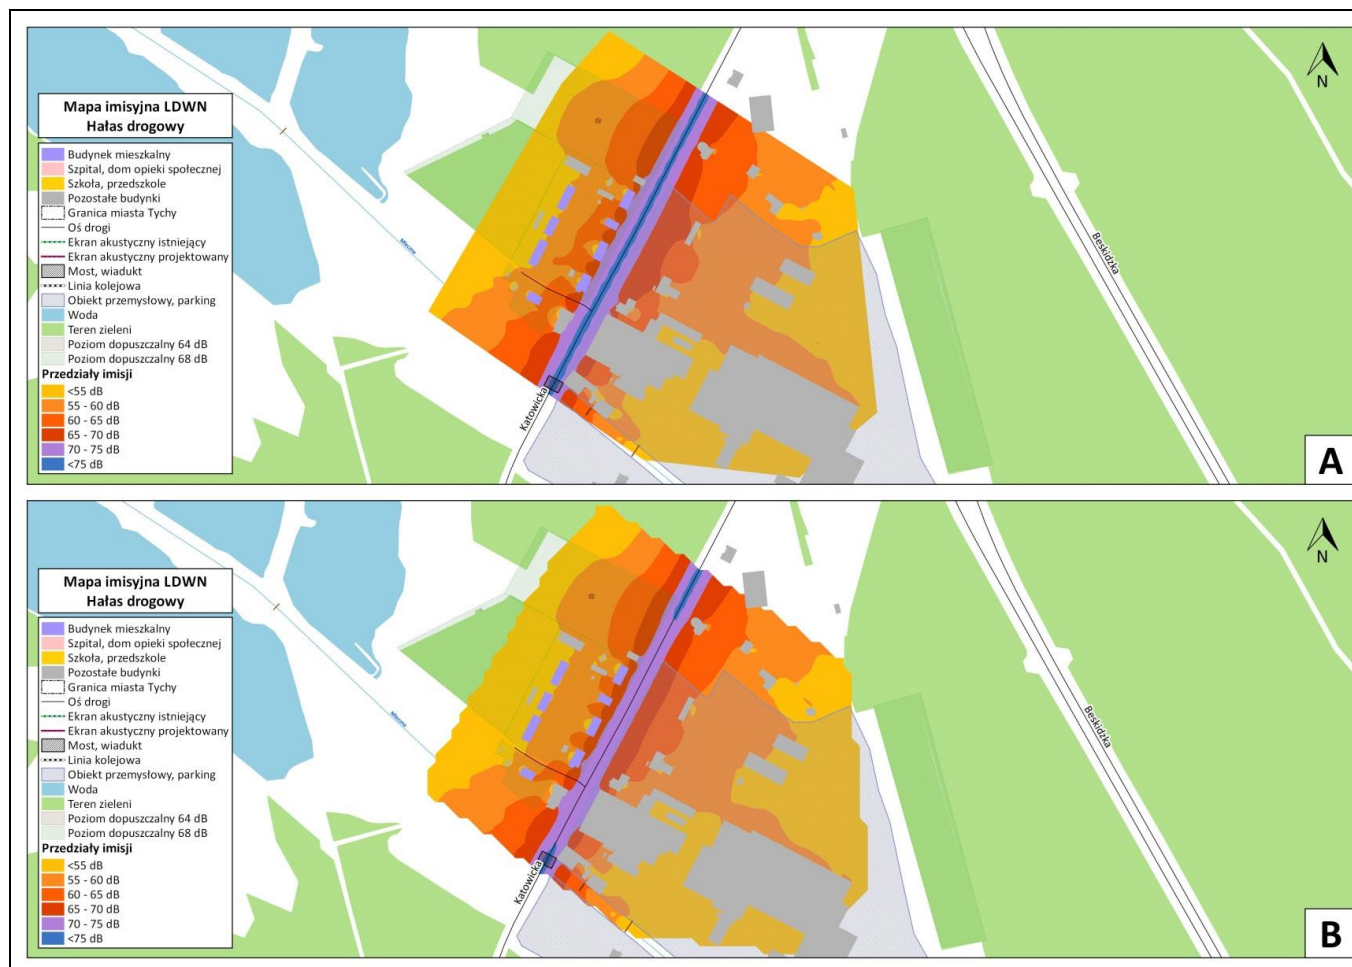 Mapa imisyjna LDWN
Hałas drogowy
Budynek mieszkalny
Szpital, dom opieki społecznej
Szkoła, przedszkole
Pozostałe budynki
Granica miasta Tychy
Oś drogi
Ekran akustyczny istniejący
Ekran akustyczny projektowany
Most, wiadukt
Linia kolejowa
Obiekt przemysłowy, parking
Woda
Teren zieleni
Poziom dopuszczalny 64 dB
Poziom dopuszczalny 68 dB
Przedziały imisji
<55 dB
55 - 60 dB
60 - 65 dB
65 - 70 dB
70 - 75 dB
<75 dB
Mleczna
Katowicka
Beskidzka
N
A
Mapa imisyjna LDWN
Hałas drogowy
Budynek mieszkalny
Szpital, dom opieki społecznej
Szkoła, przedszkole
Pozostałe budynki
Granica miasta Tychy
Oś drogi
Ekran akustyczny istniejący
Ekran akustyczny projektowany
Most, wiadukt
Linia kolejowa
Obiekt przemysłowy, parking
Woda
Teren zieleni
Poziom dopuszczalny 64 dB
Poziom dopuszczalny 68 dB
Przedziały imisji
<55 dB
55 - 60 dB
60 - 65 dB
65 - 70 dB
70 - 75 dB
<75 dB
Mleczna
Katowicka
Beskidzka
N
B